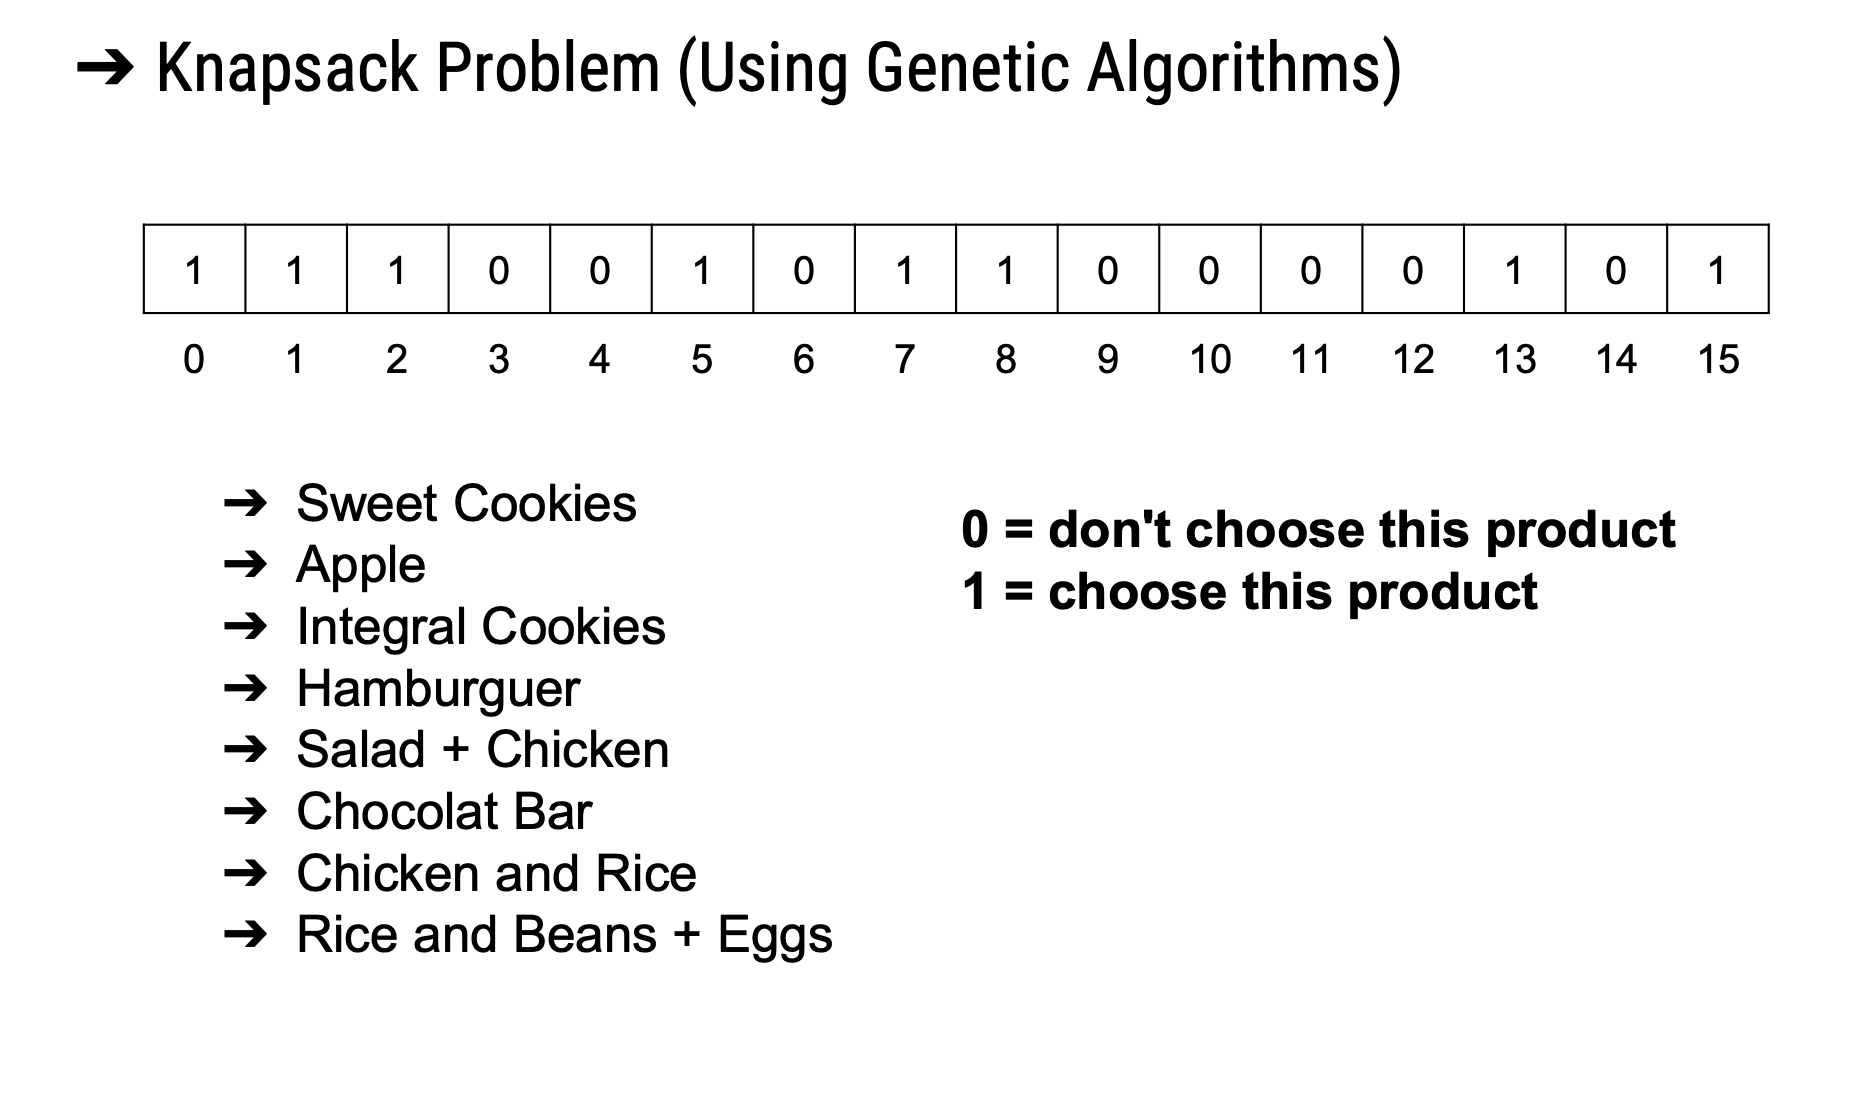 ➔ Knapsack Problem (Using Genetic Algorithms)
1 1 1 0 0 1 0 1 1 0 0 0 0 1 0 1
0 1 2 3 4 5 6 7 8 9 10 11 12 13 14 15
➔ Sweet Cookies
➔ Apple
➔ Integral Cookies
➔ Hamburguer
➔ Salad + Chicken
➔ Chocolat Bar
➔ Chicken and Rice
➔ Rice and Beans + Eggs
0 = don't choose this product
1 = choose this product